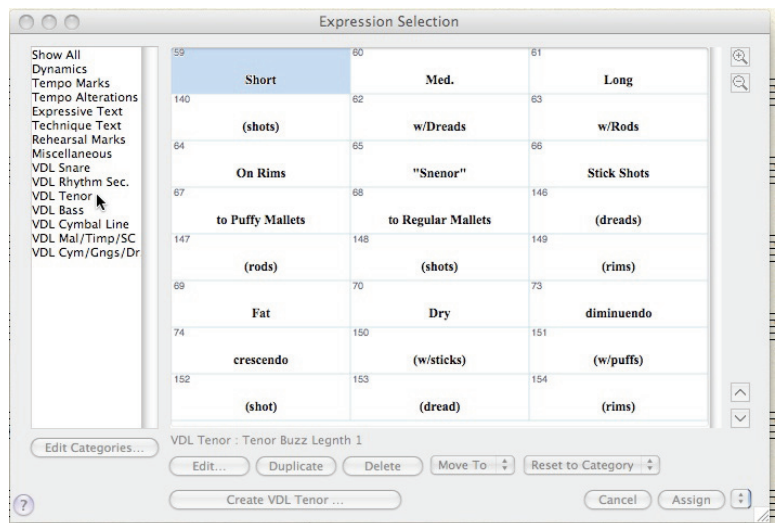 Expression Selection
Show All
Dynamics
Tempo Marks
Tempo Alterations
Expressive Text
Technique Text
Rehearsal Marks
Miscellaneous
VDL Snare
VDL Rhythm Sec.
VDL Tenor
VDL Bass
VDL Cymbal Line
VDL Mal/Timp/SC
VDL Cym/Gngs/Dr
Edit Categories...
59 60 61
Short Med. Long
140 62 63
(shots) w/Dreads w/Rods
64 65 66
On Rims "Snenor" Stick Shots
67 68 146
to Puffy Mallets to Regular Mallets (dreads)
147 148 149
(rods) (shots) (rims)
69 70 73
Fat Dry diminuendo
74 150 151
crescendo (w/sticks) (w/puffs)
152 153 154
(shot) (dread) (rims)
VDL Tenor : Tenor Buzz Legnth 1
Edit... Duplicate Delete Move To Reset to Category
? Create VDL Tenor ... Cancel Assign